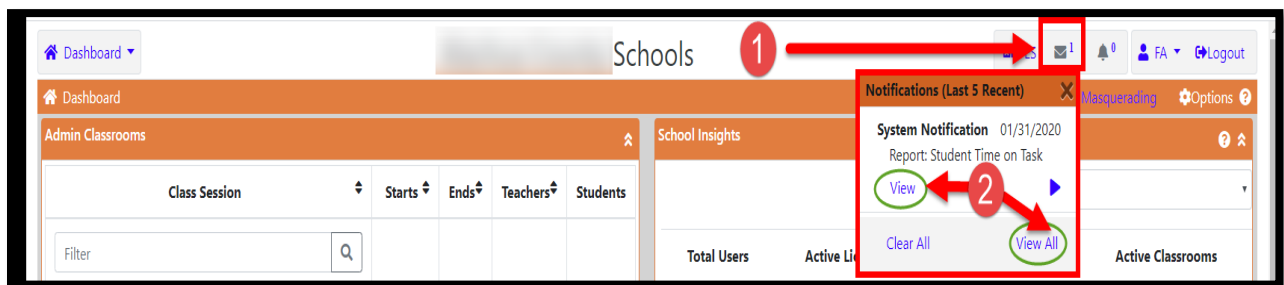 Dashboard
Schools
1
ES
1
0
FA
Logout
Dashboard
Notifications (Last 5 Recent)
X
Masquerading
Options
?
Admin Classrooms
School Insights
?
System Notification 01/31/2020
Report: Student Time on Task
View
2
Class Session
Starts
Ends
Teachers
Students
Clear All
View All
Filter
Total Users
Active Classrooms